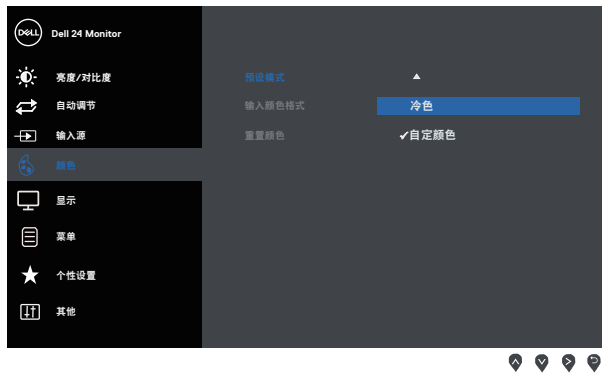 DELL Dell 24 Monitor
亮度/对比度 预设模式
自动调节 输入颜色格式 冷色
输入源 重置颜色 ✓自定颜色
颜色
显示
菜单
个性设置
其他